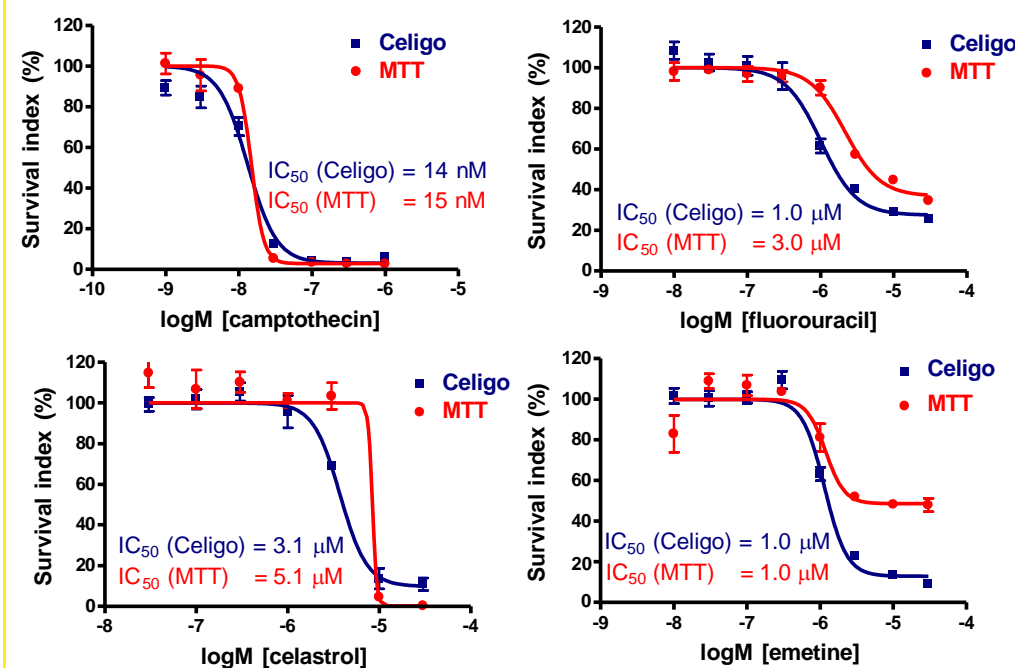 Survival index (%)
120
100
80
60
40
20
0
Celigo
MTT
IC50 (Celigo) = 14 nM
IC50 (MTT) = 15 nM
-10 -9 -8 -7 -6 -5
logM [camptothecin]
Survival index (%)
120
100
80
60
40
20
0
Celigo
MTT
IC50 (Celigo) = 1.0 μM
IC50 (MTT) = 3.0 μM
-9 -8 -7 -6 -5 -4
logM [fluorouracil]
Survival index (%)
120
100
80
60
40
20
0
Celigo
MTT
IC50 (Celigo) = 3.1 μM
IC50 (MTT) = 5.1 μM
-8 -7 -6 -5 -4
logM [celastrol]
Survival index (%)
120
100
80
60
40
20
0
Celigo
MTT
IC50 (Celigo) = 1.0 μM
IC50 (MTT) = 1.0 μM
-9 -8 -7 -6 -5 -4
logM [emetine]